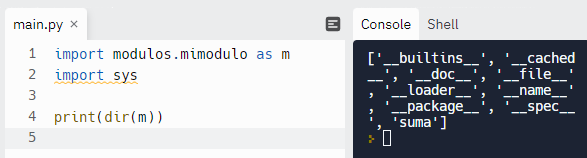 main.py ×
1 import modulos.mimodulo as m
2 import sys
3
4 print(dir(m))
5
Console Shell
['__builtins__', '__cached
__', '__doc__', '__file__'
, '__loader__', '__name__'
, '__package__', '__spec__
', 'suma']